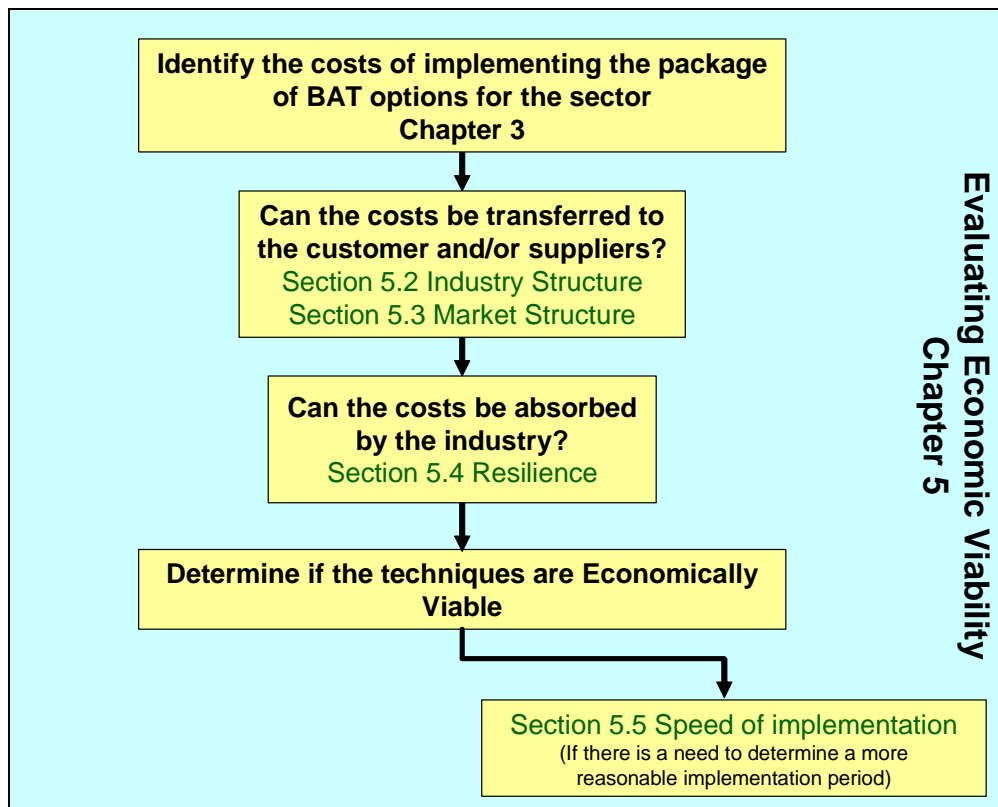 Identify the costs of implementing the package
of BAT options for the sector
Chapter 3
Can the costs be transferred to
the customer and/or suppliers?
Section 5.2 Industry Structure
Section 5.3 Market Structure
Can the costs be absorbed
by the industry?
Section 5.4 Resilience
Determine if the techniques are Economically
Viable
Section 5.5 Speed of implementation
(If there is a need to determine a more
reasonable implementation period)
Evaluating Economic Viability
Chapter 5